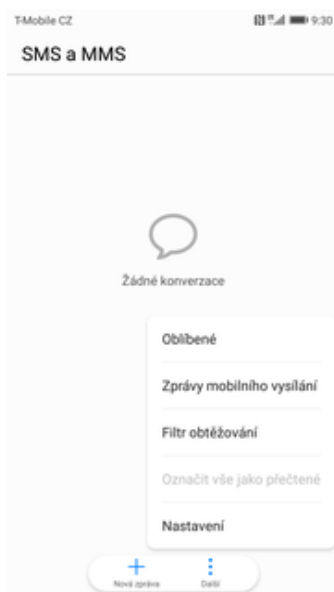 T-Mobile CZ 9:30
SMS a MMS
Žádné konverzace
Oblíbené
Zprávy mobilního vysílání
Filtr obtěžování
Označit vše jako přečtené
Nastavení
Nová zpráva Další